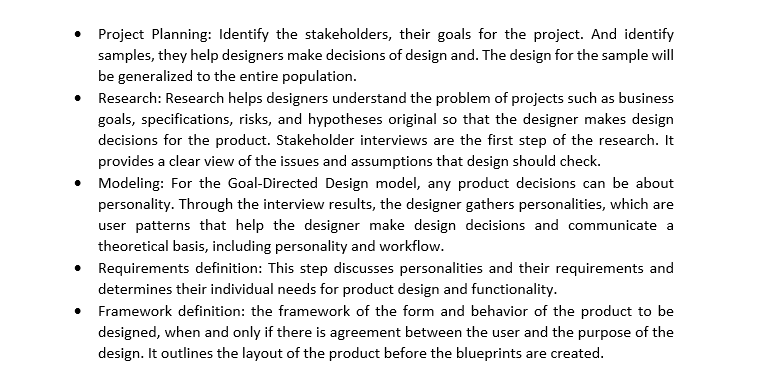 • Project Planning: Identify the stakeholders, their goals for the project. And identify
samples, they help designers make decisions of design and. The design for the sample will
be generalized to the entire population.
• Research: Research helps designers understand the problem of projects such as business
goals, specifications, risks, and hypotheses original so that the designer makes design
decisions for the product. Stakeholder interviews are the first step of the research. It
provides a clear view of the issues and assumptions that design should check.
• Modeling: For the Goal-Directed Design model, any product decisions can be about
personality. Through the interview results, the designer gathers personalities, which are
user patterns that help the designer make design decisions and communicate a
theoretical basis, including personality and workflow.
• Requirements definition: This step discusses personalities and their requirements and
determines their individual needs for product design and functionality.
• Framework definition: the framework of the form and behavior of the product to be
designed, when and only if there is agreement between the user and the purpose of the
design. It outlines the layout of the product before the blueprints are created.